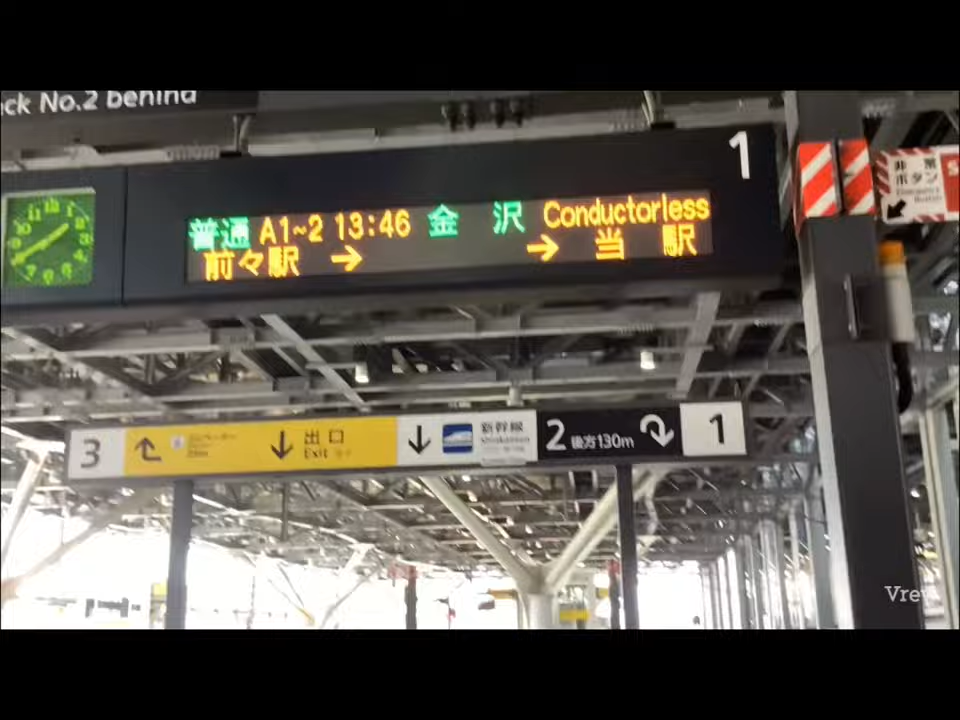 ck No.2 behind
1
普通 A1~2 13:46 金沢 Conductorless
前々駅 → → 当駅
非常
ボタン
Emergency
Button
3
出口
Exit
新幹線
Shinkansen
2 後方130m
1
Vrew